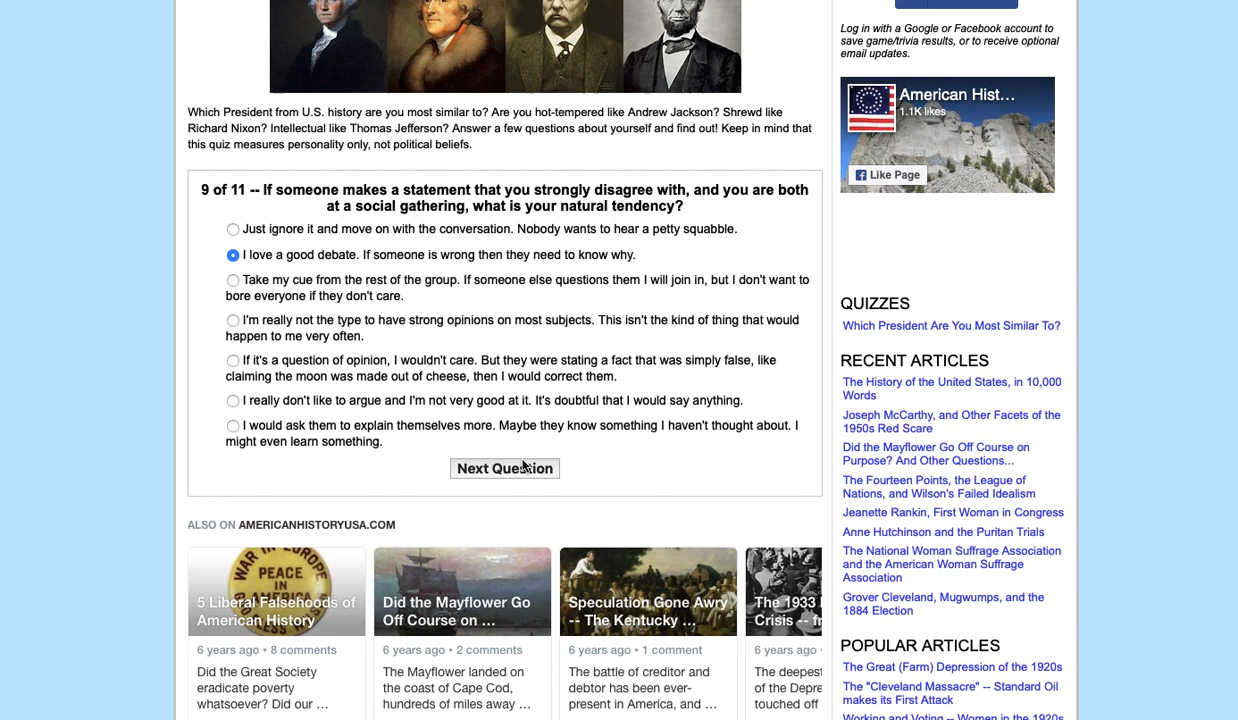 Log in with a Google or Facebook account to
save game/trivia results, or to receive optional
email updates.
American Hist...
1.1K likes
Like Page
Which President from U.S. history are you most similar to? Are you hot-tempered like Andrew Jackson? Shrewd like
Richard Nixon? Intellectual like Thomas Jefferson? Answer a few questions about yourself and find out! Keep in mind that
this quiz measures personality only, not political beliefs.
9 of 11 -- If someone makes a statement that you strongly disagree with, and you are both
at a social gathering, what is your natural tendency?
Just ignore it and move on with the conversation. Nobody wants to hear a petty squabble.
I love a good debate. If someone is wrong then they need to know why.
Take my cue from the rest of the group. If someone else questions them I will join in, but I don't want to
bore everyone if they don't care.
I'm really not the type to have strong opinions on most subjects. This isn't the kind of thing that would
happen to me very often.
If it's a question of opinion, I wouldn't care. But they were stating a fact that was simply false, like
claiming the moon was made out of cheese, then I would correct them.
I really don't like to argue and I'm not very good at it. It's doubtful that I would say anything.
I would ask them to explain themselves more. Maybe they know something I haven't thought about. I
might even learn something.
Next Question
QUIZZES
Which President Are You Most Similar To?
RECENT ARTICLES
The History of the United States, in 10,000
Words
Joseph McCarthy, and Other Facets of the
1950s Red Scare
Did the Mayflower Go Off Course on
Purpose? And Other Questions...
The Fourteen Points, the League of
Nations, and Wilson's Failed Idealism
Jeanette Rankin, First Woman in Congress
Anne Hutchinson and the Puritan Trials
The National Woman Suffrage Association
and the American Woman Suffrage
Association
Grover Cleveland, Mugwumps, and the
1884 Election
POPULAR ARTICLES
The Great (Farm) Depression of the 1920s
The "Cleveland Massacre" -- Standard Oil
makes its First Attack
Working and Voting -- Women in the 1920s
ALSO ON AMERICANHISTORYUSA.COM
WAR IN EUROPE
PEACE
IN
5 Liberal Falsehoods of
American History
6 years ago • 8 comments
Did the Great Society
eradicate poverty
whatsoever? Did our ...
Did the Mayflower Go
Off Course on ...
6 years ago • 2 comments
The Mayflower landed on
the coast of Cape Cod,
hundreds of miles away ...
Speculation Gone Awry
-- The Kentucky ...
6 years ago • 1 comment
The battle of creditor and
debtor has been ever-
present in America, and ...
The 1933
Crisis -- fr
6 years ago •
The deepest
of the Depre
touched off